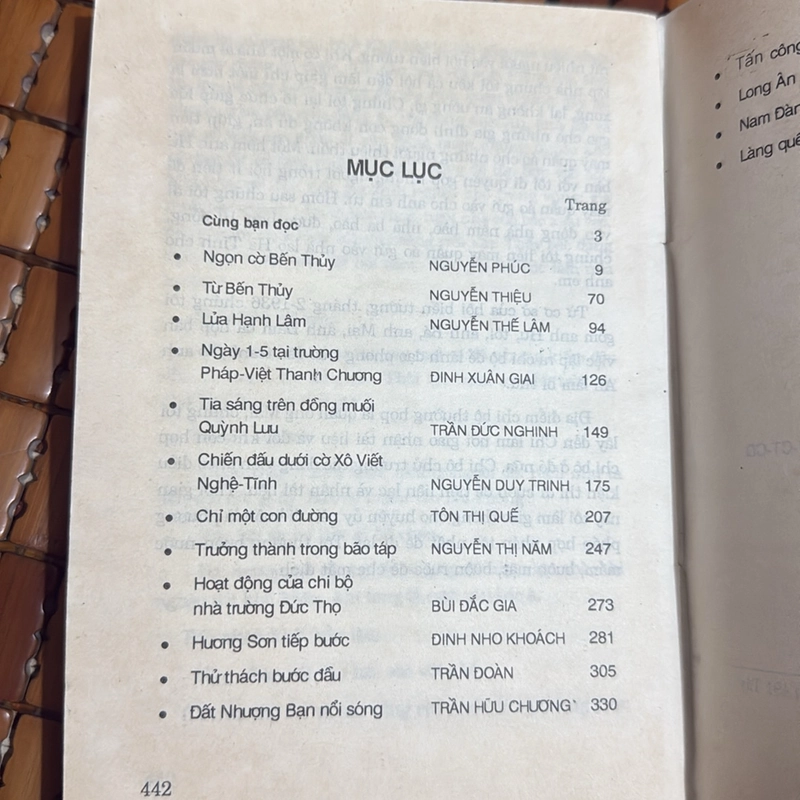 MỤC LỤC
Trang
Cùng bạn đọc 3
• Ngọn cờ Bến Thủy NGUYỄN PHÚC 9
• Từ Bến Thủy NGUYỄN THIỆU 70
• Lửa Hạnh Lâm NGUYỄN THẾ LÂM 94
• Ngày 1-5 tại trường
Pháp-Việt Thanh Chương ĐINH XUÂN GIAI 126
• Tia sáng trên đồng muối
Quỳnh Lưu TRẦN ĐỨC NGHINH 149
• Chiến đấu dưới cờ Xô Viết
Nghệ-Tĩnh NGUYỄN DUY TRINH 175
• Chỉ một con đường TÔN THỊ QUẾ 207
• Trưởng thành trong bão táp NGUYỄN THỊ NĂM 247
• Hoạt động của chi bộ
nhà trường Đức Thọ BÙI ĐẮC GIA 273
• Hương Sơn tiếp bước ĐINH NHO KHOÁCH 281
• Thử thách bước đầu TRẦN ĐOÀN 305
• Đất Nhượng Bạn nổi sóng TRẦN HỮU CHƯƠNG 330
442
• Tấn công
• Long Ân
• Nam Đàn
• Làng quê